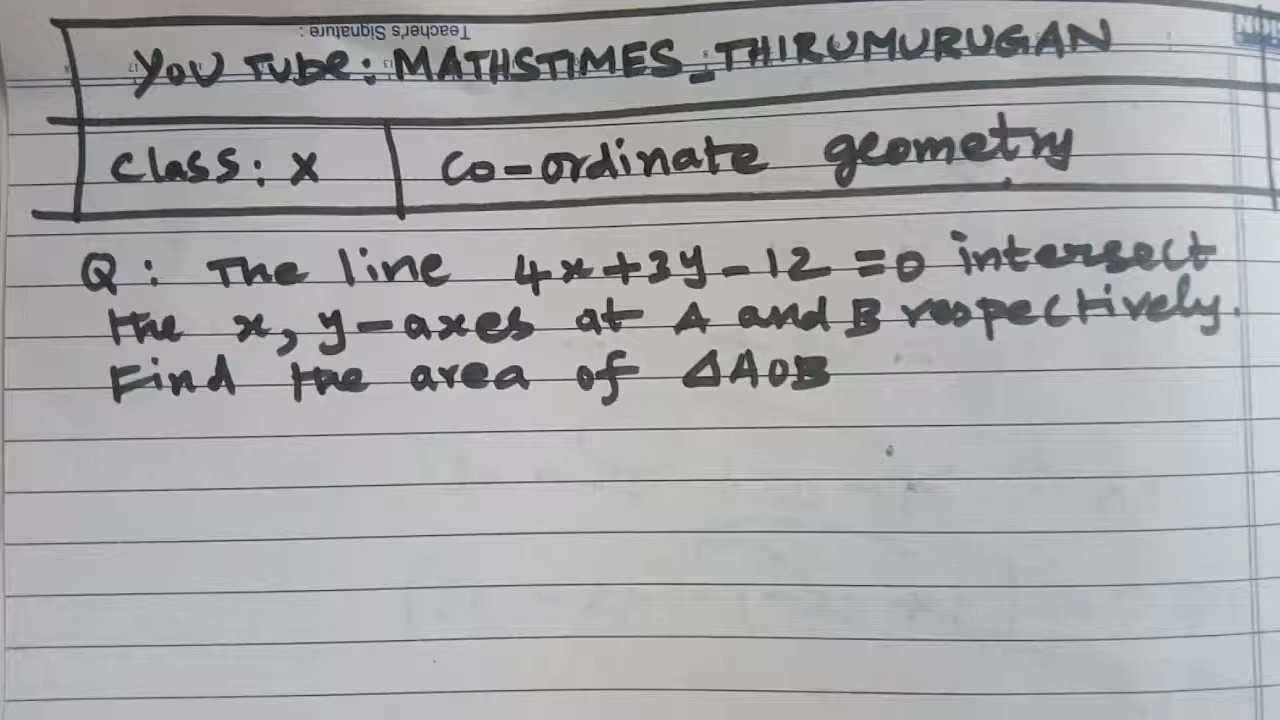 Teacher's Signature :
YOU TUBE: MATHSTIMES_THIRUMURUGAN
Class: X
Co-ordinate geometry
Q: The line 4x+3y-12=0 intersect
the x, y-axes at A and B respectively.
Find the area of ΔAOB